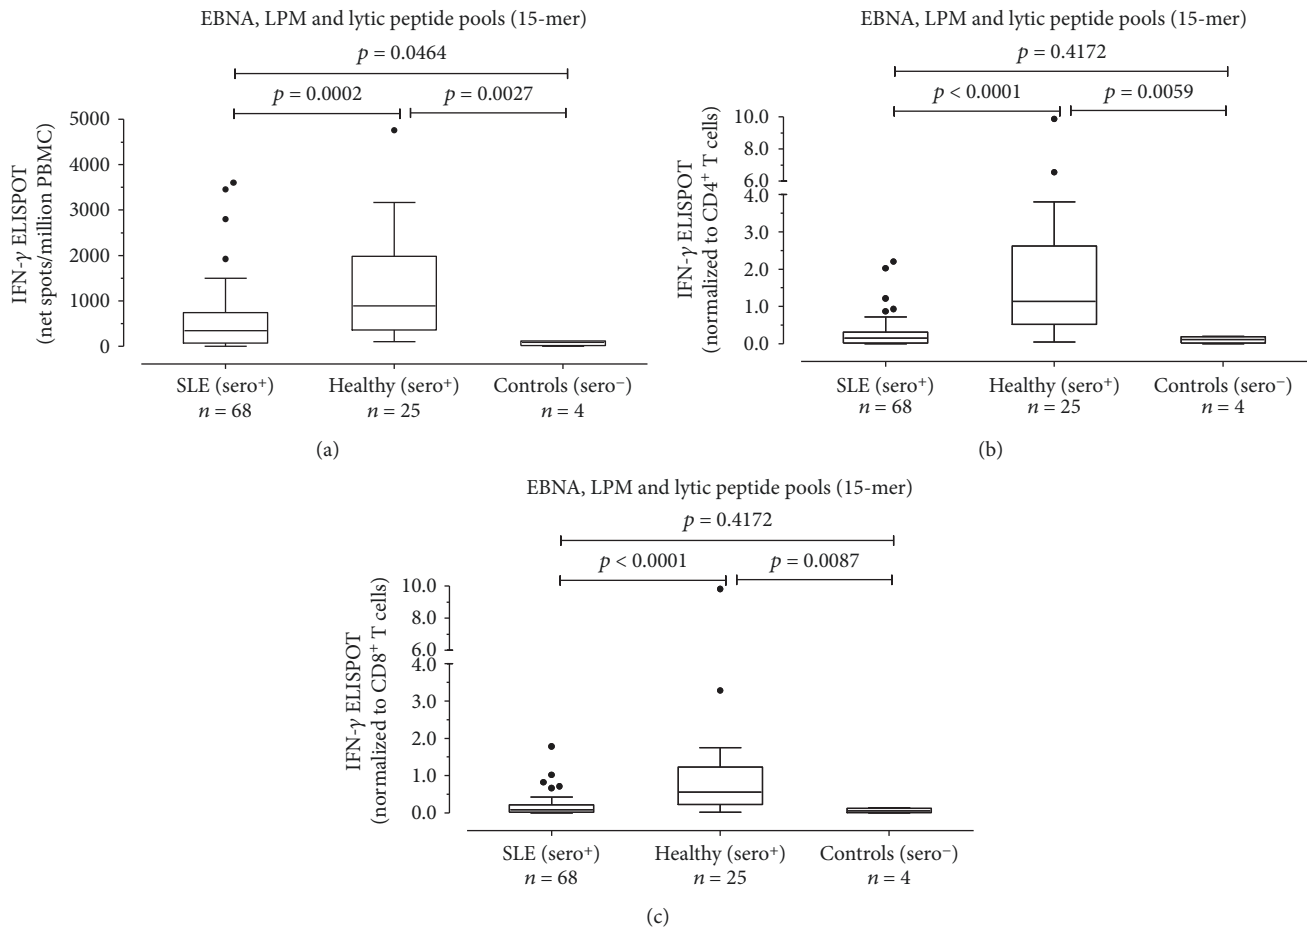 EBNA, LPM and lytic peptide pools (15-mer)
p = 0.0464
p = 0.0002
p = 0.0027
IFN-γ ELISPOT
(net spots/million PBMC)
5000
4000
3000
2000
1000
0
SLE (sero⁺)
n = 68
Healthy (sero⁺)
n = 25
Controls (sero⁻)
n = 4
(a)
EBNA, LPM and lytic peptide pools (15-mer)
p = 0.4172
p < 0.0001
p = 0.0059
IFN-γ ELISPOT
(normalized to CD4⁺ T cells)
10.0
8.0
6.0
4.0
3.0
2.0
1.0
0.0
SLE (sero⁺)
n = 68
Healthy (sero⁺)
n = 25
Controls (sero⁻)
n = 4
(b)
EBNA, LPM and lytic peptide pools (15-mer)
p = 0.4172
p < 0.0001
p = 0.0087
IFN-γ ELISPOT
(normalized to CD8⁺ T cells)
10.0
8.0
6.0
4.0
3.0
2.0
1.0
0.0
SLE (sero⁺)
n = 68
Healthy (sero⁺)
n = 25
Controls (sero⁻)
n = 4
(c)